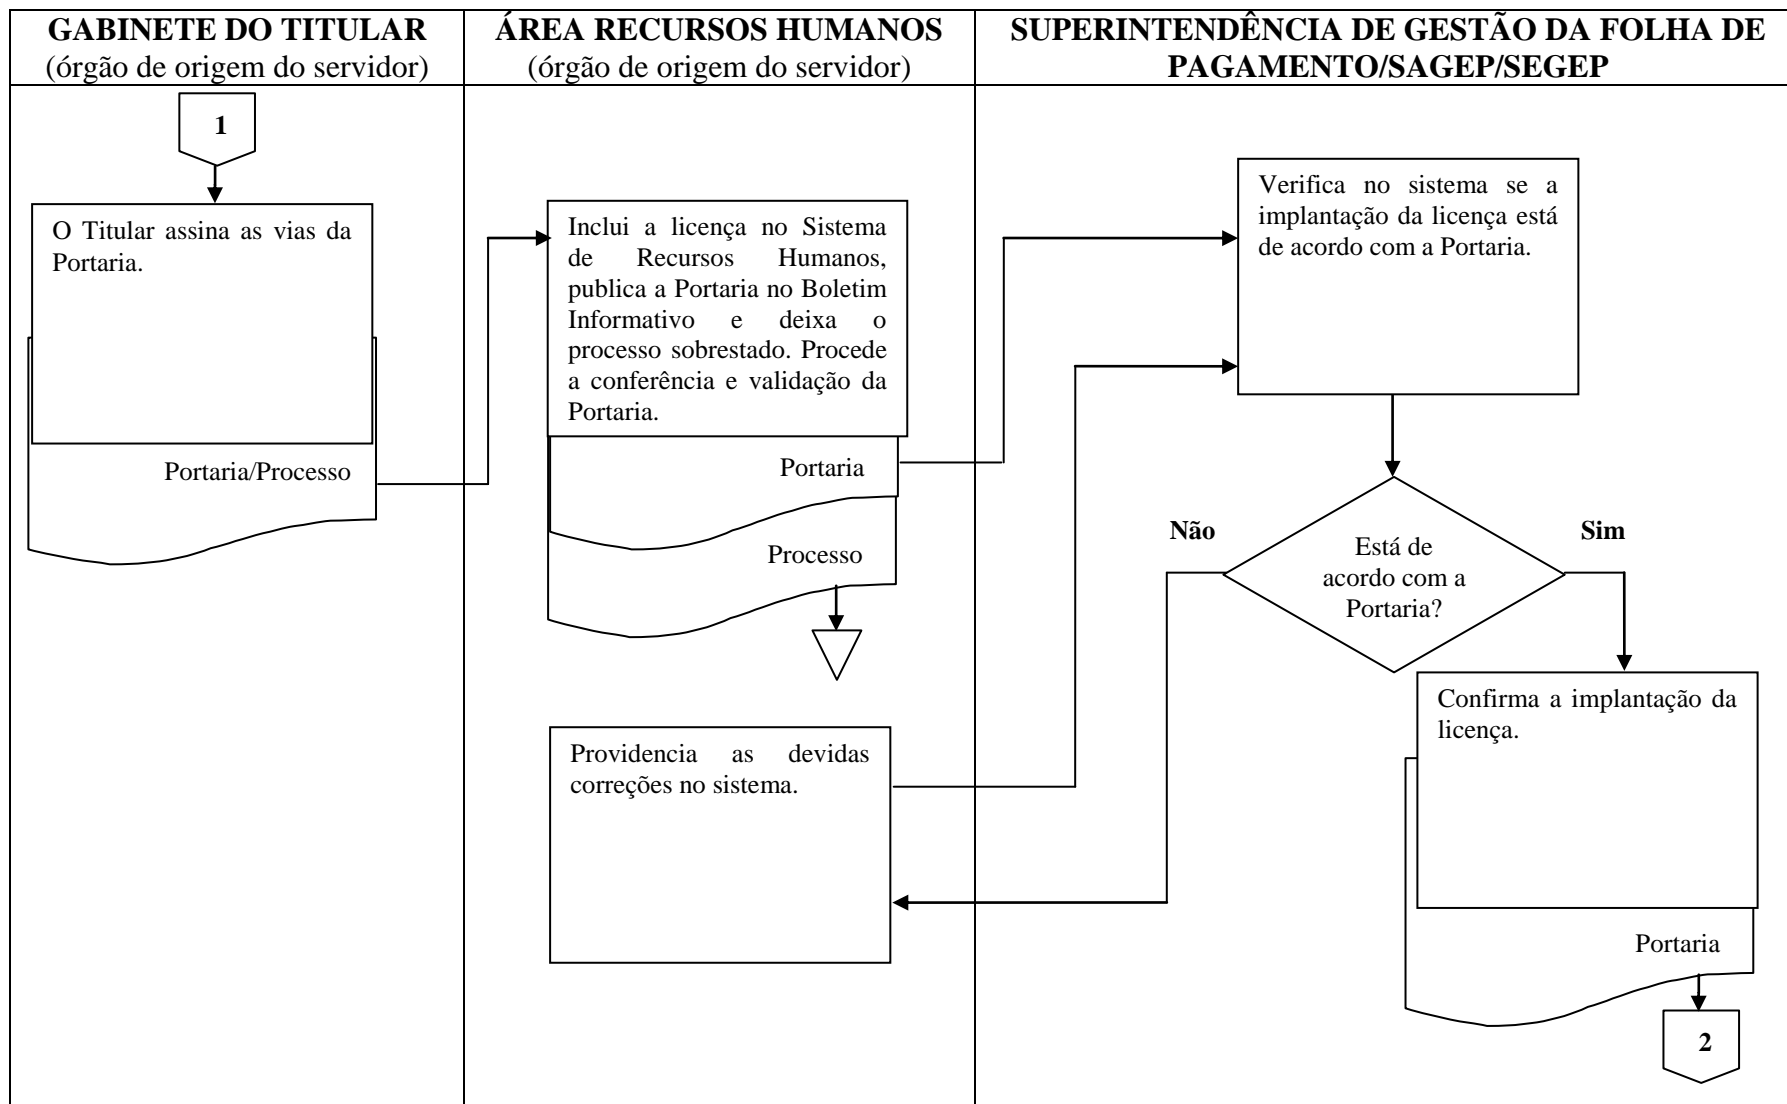 GABINETE DO TITULAR
(órgão de origem do servidor)
ÁREA RECURSOS HUMANOS
(órgão de origem do servidor)
SUPERINTENDÊNCIA DE GESTÃO DA FOLHA DE
PAGAMENTO/SAGEP/SEGEP
1
O Titular assina as vias da
Portaria.
Portaria/Processo
Inclui a licença no Sistema
de Recursos Humanos,
publica a Portaria no Boletim
Informativo e deixa o
processo sobrestado. Procede
a conferência e validação da
Portaria.
Portaria
Processo
Providencia as devidas
correções no sistema.
Verifica no sistema se a
implantação da licença está
de acordo com a Portaria.
Não
Sim
Está de
acordo com a
Portaria?
Confirma a implantação da
licença.
Portaria
2